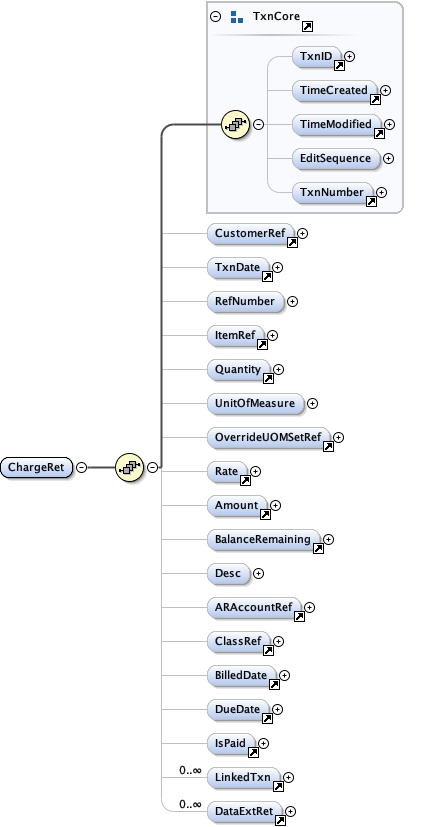 TxnCore
TxnID
TimeCreated
TimeModified
EditSequence
TxnNumber
CustomerRef
TxnDate
RefNumber
ItemRef
Quantity
UnitOfMeasure
OverrideUOMSetRef
ChargeRet
Rate
Amount
BalanceRemaining
Desc
ARAccountRef
ClassRef
BilledDate
DueDate
IsPaid
0..∞ LinkedTxn
0..∞ DataExtRet